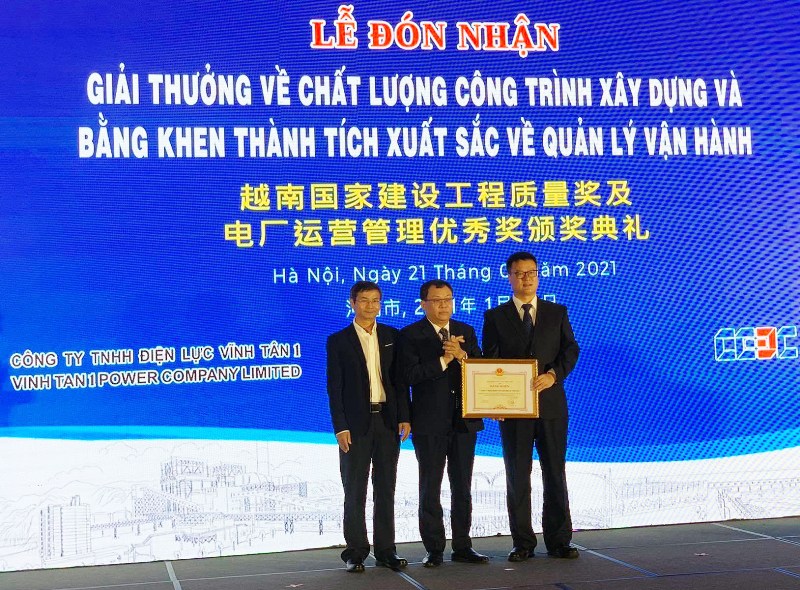 LỄ ĐÓN NHẬN
GIẢI THƯỞNG VỀ CHẤT LƯỢNG CÔNG TRÌNH XÂY DỰNG VÀ
BẰNG KHEN THÀNH TÍCH XUẤT SẮC VỀ QUẢN LÝ VẬN HÀNH
越南国家建设工程质量奖及
电厂运营管理优秀奖颁奖典礼
Hà Nội, Ngày 21 Tháng năm 2021
CÔNG TY TNHH ĐIỆN LỰC VĨNH TÂN 1
VINH TAN 1 POWER COMPANY LIMITED